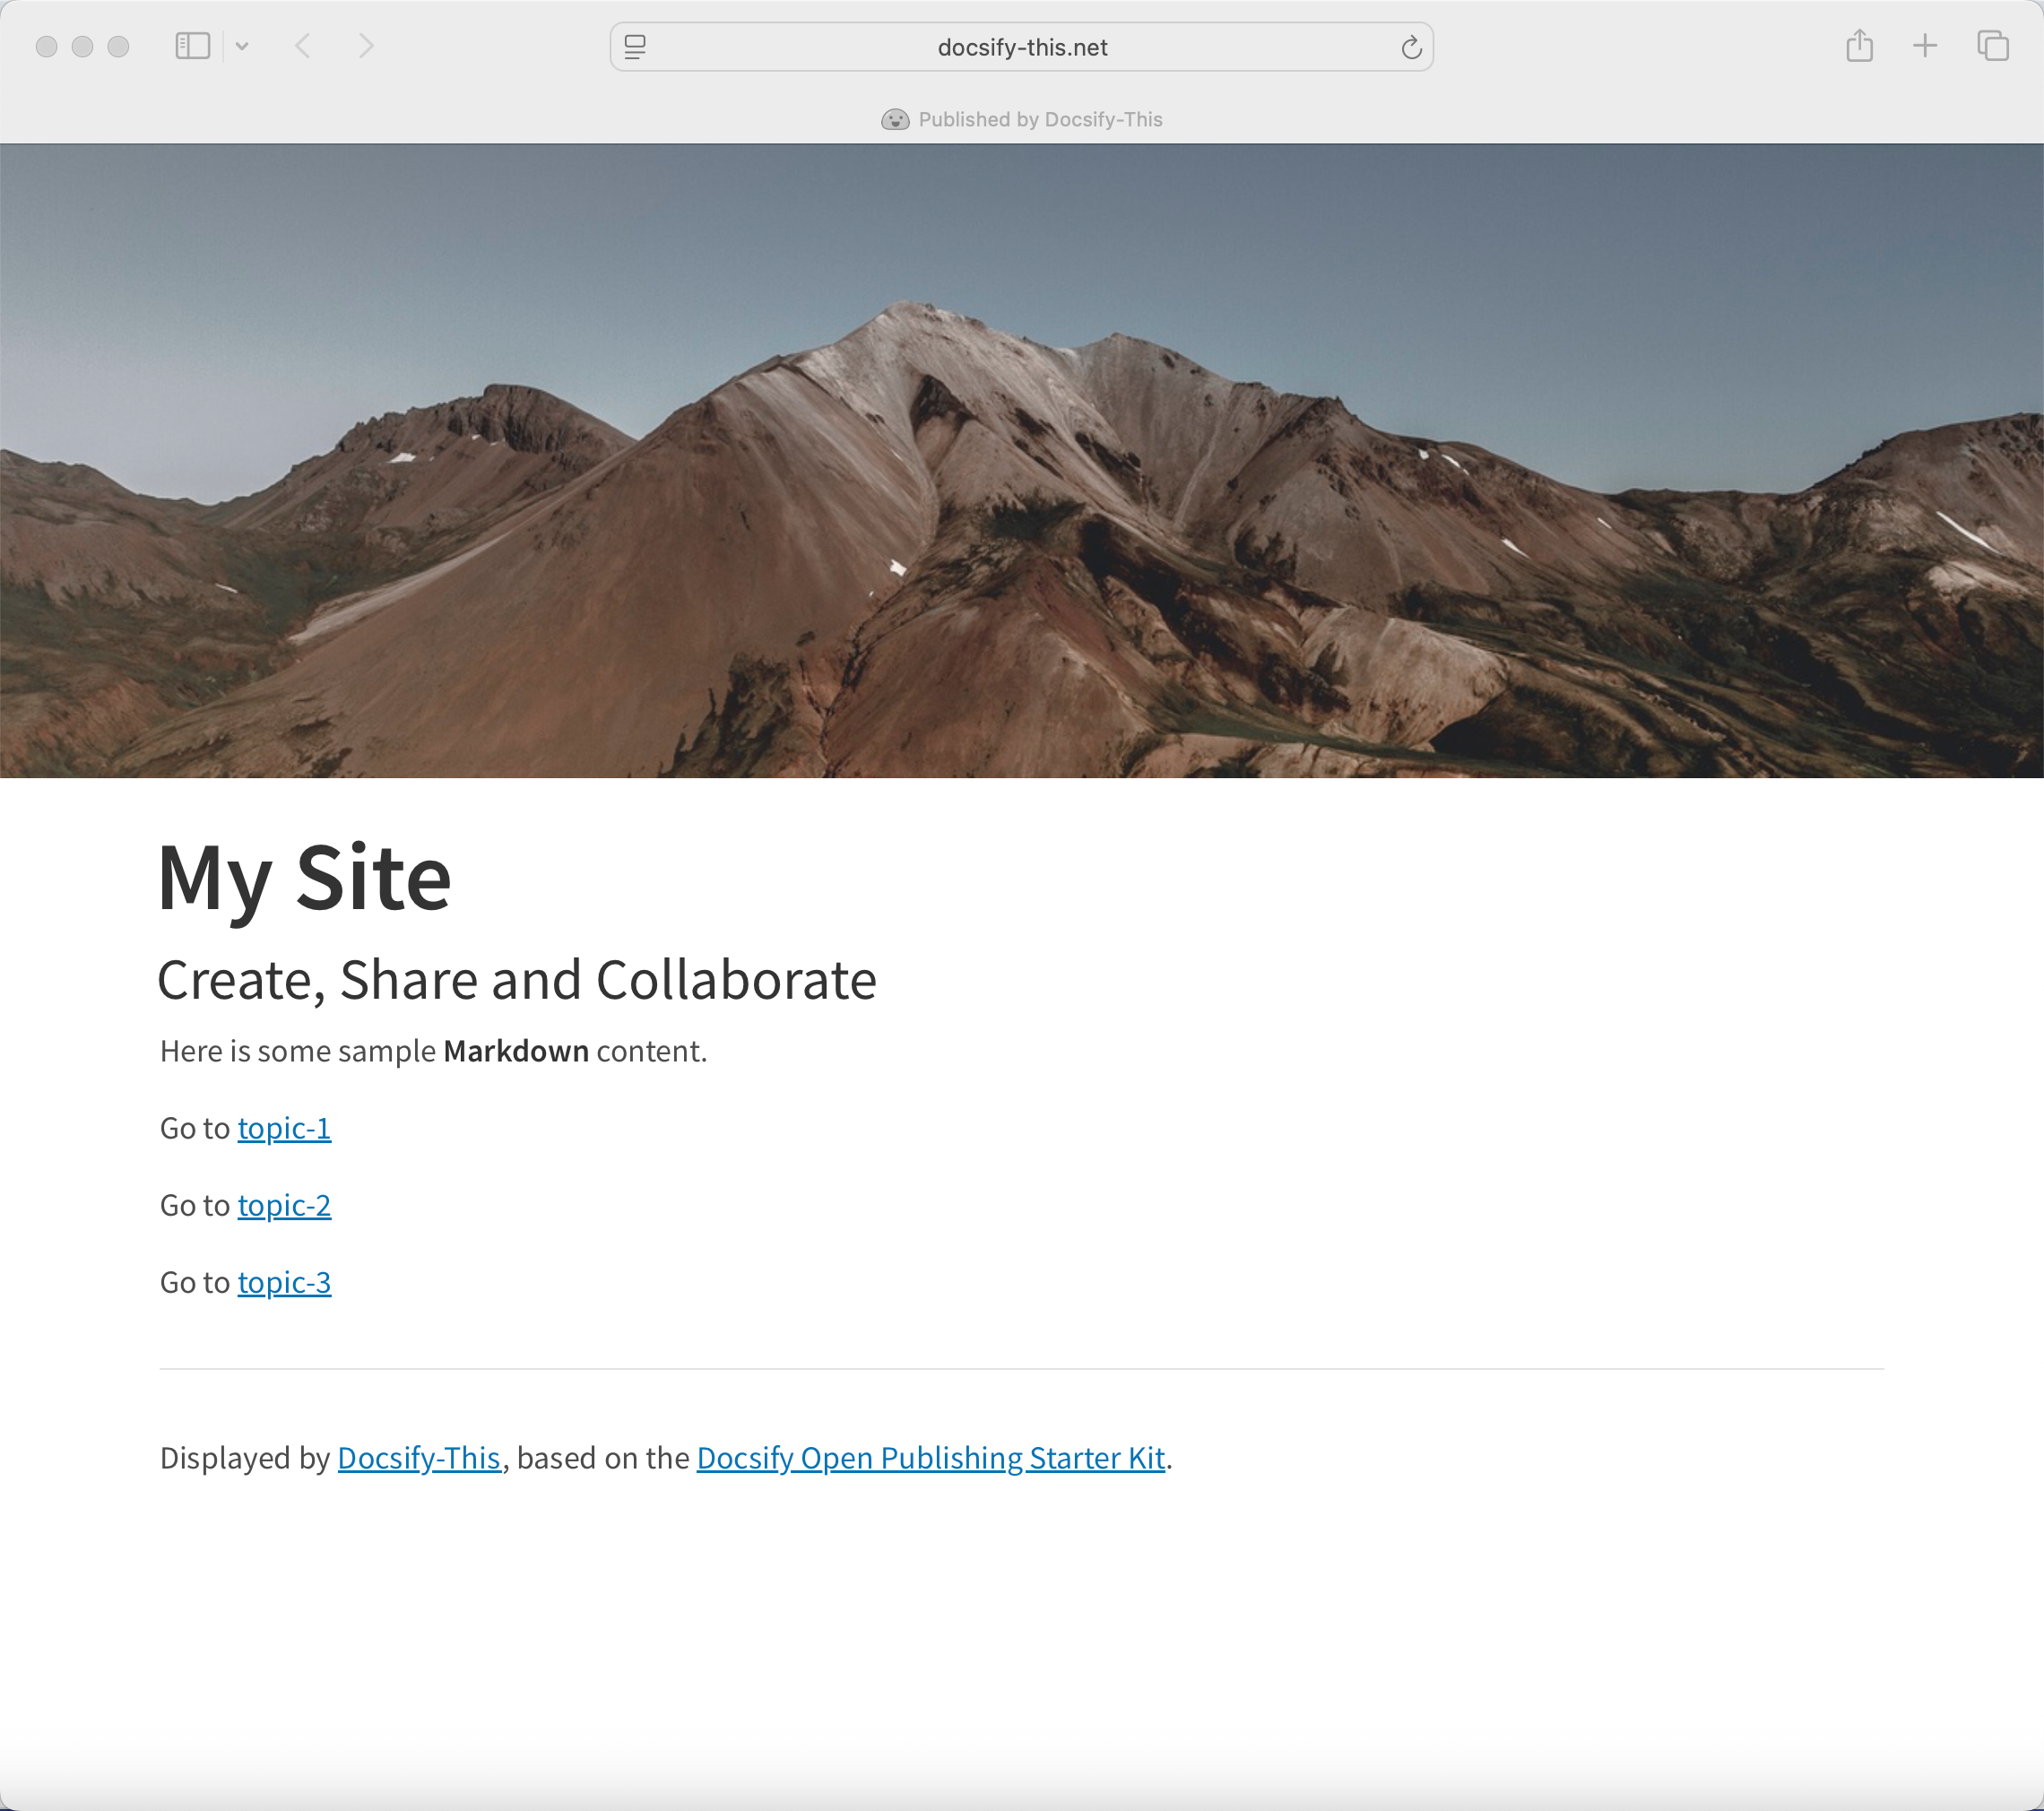 docsify-this.net
Published by Docsify-This
My Site
Create, Share and Collaborate
Here is some sample Markdown content.
Go to topic-1
Go to topic-2
Go to topic-3
Displayed by Docsify-This, based on the Docsify Open Publishing Starter Kit.